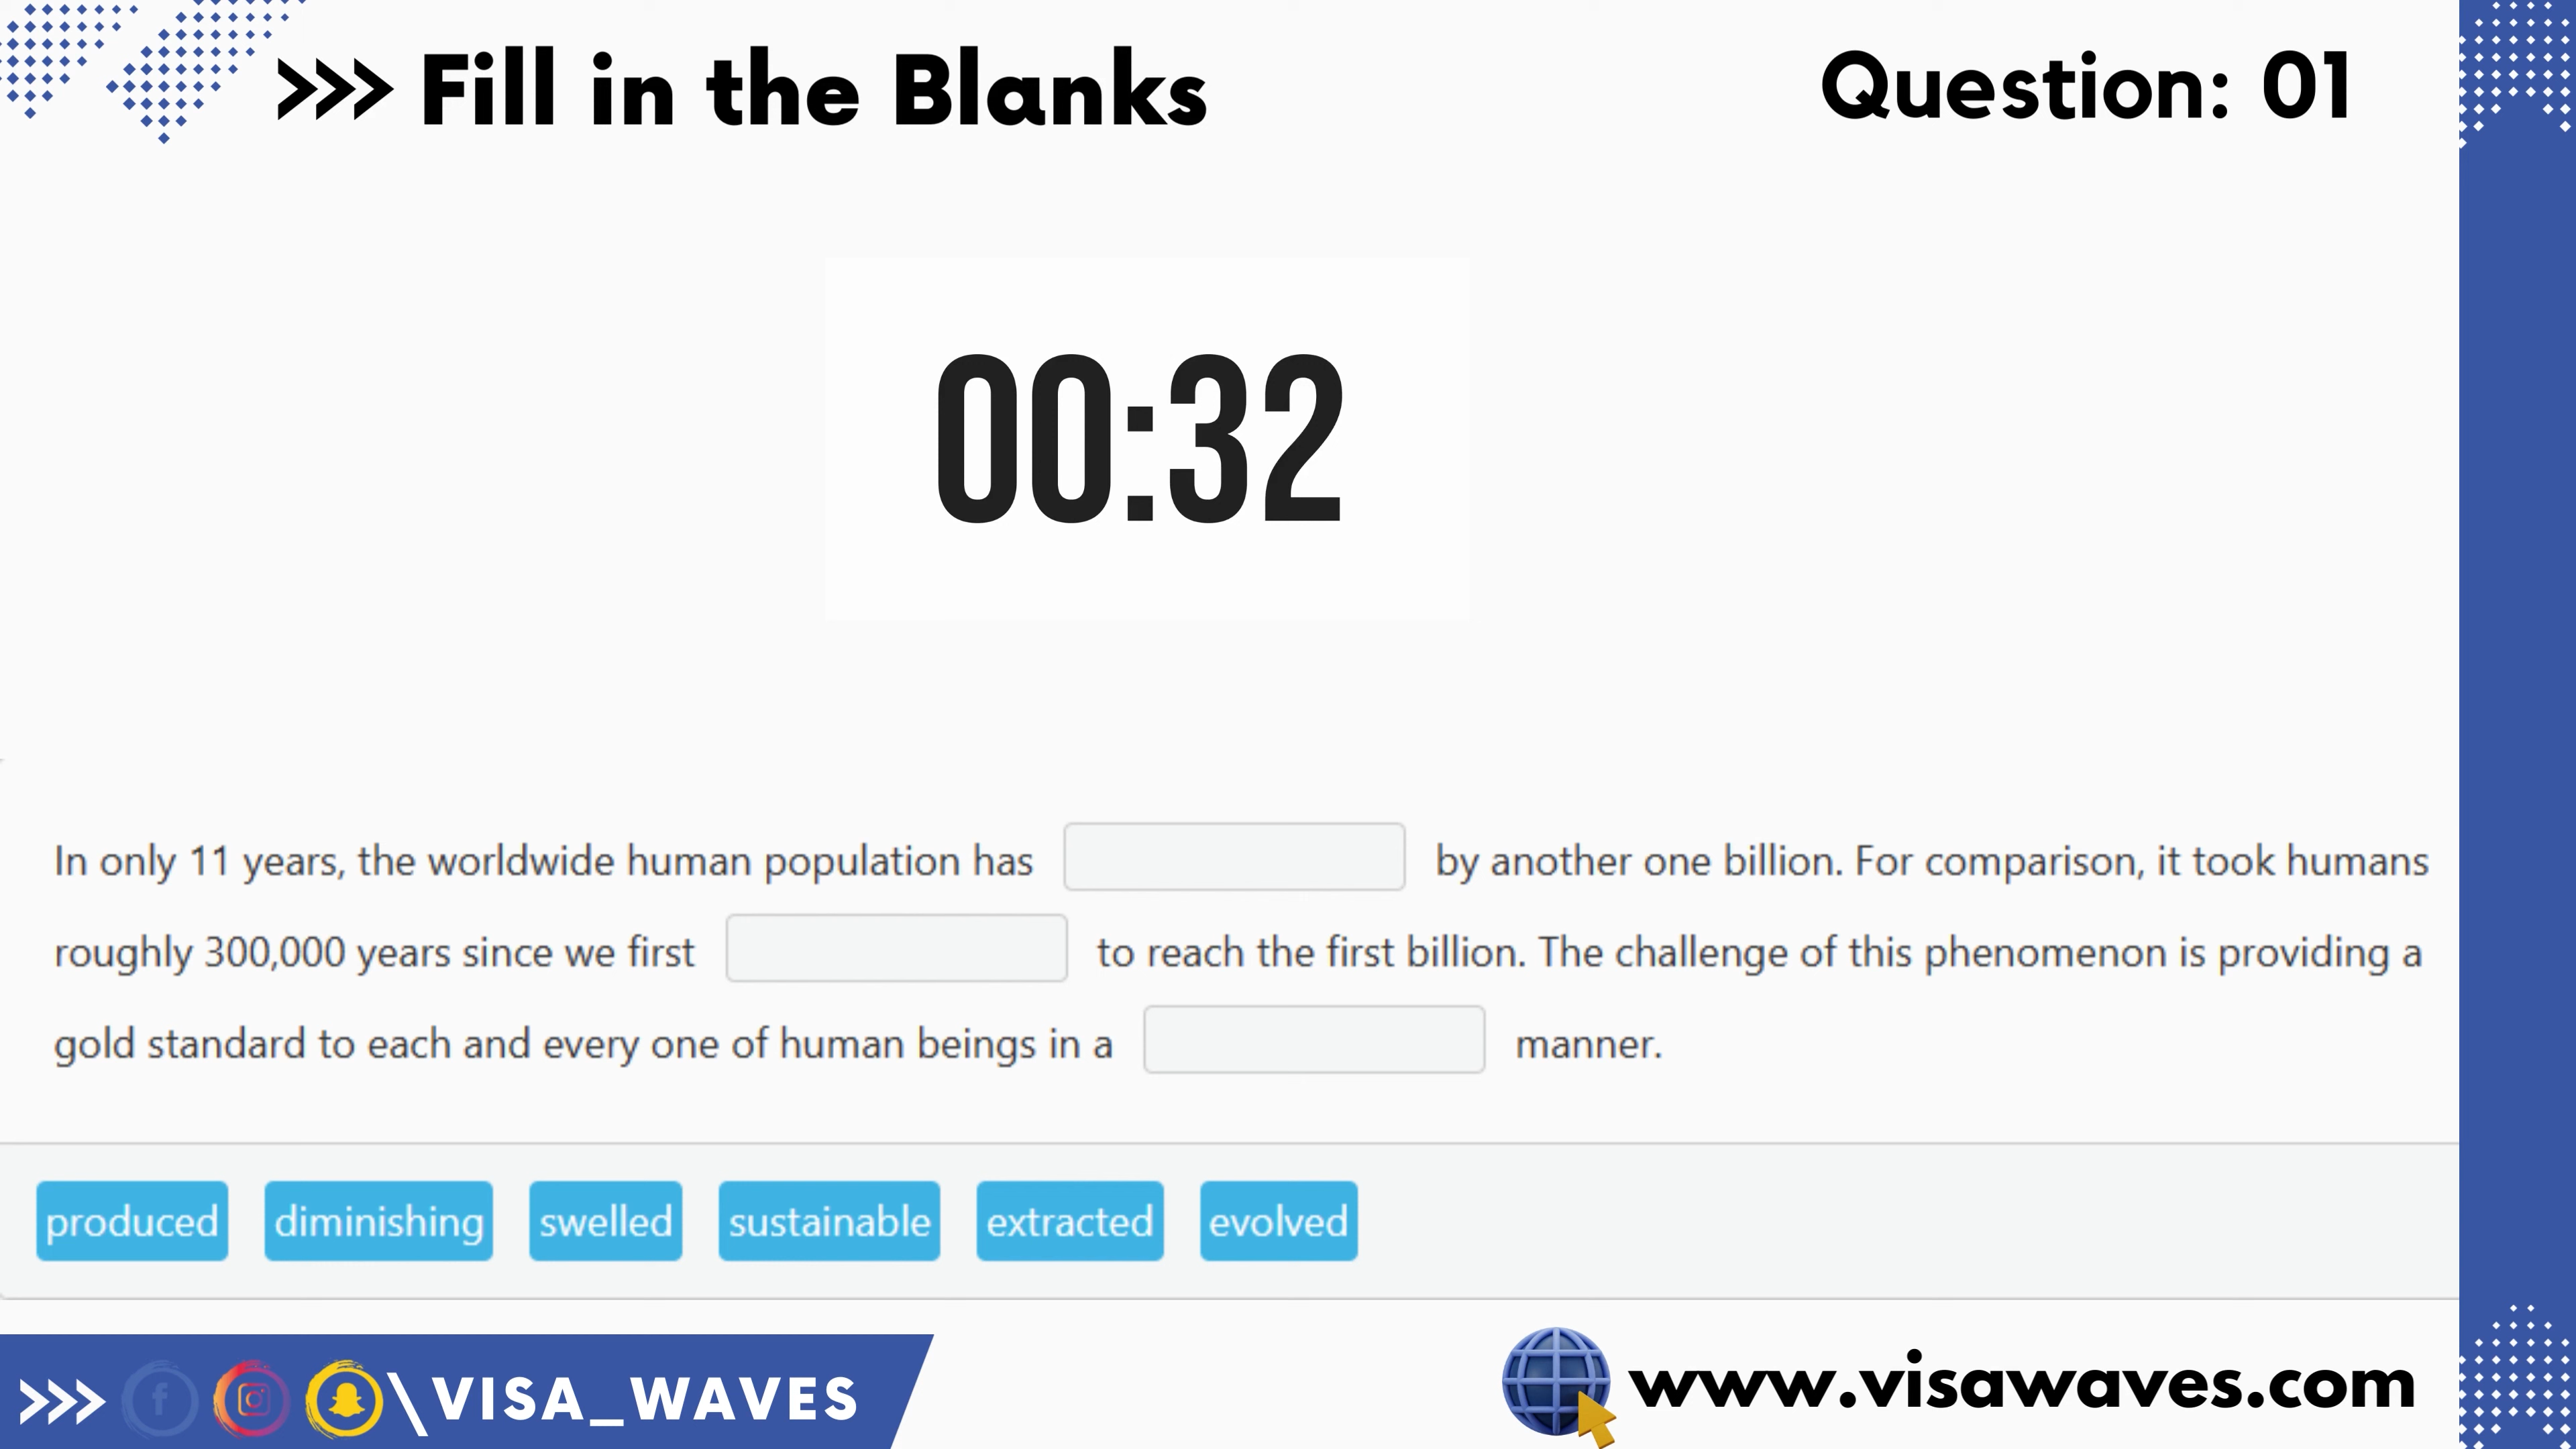 >>> Fill in the Blanks
Question: 01
00:32
In only 11 years, the worldwide human population has by another one billion. For comparison, it took humans
roughly 300,000 years since we first to reach the first billion. The challenge of this phenomenon is providing a
gold standard to each and every one of human beings in a manner.
produced diminishing swelled sustainable extracted evolved
>>> \VISA_WAVES
www.visawaves.com